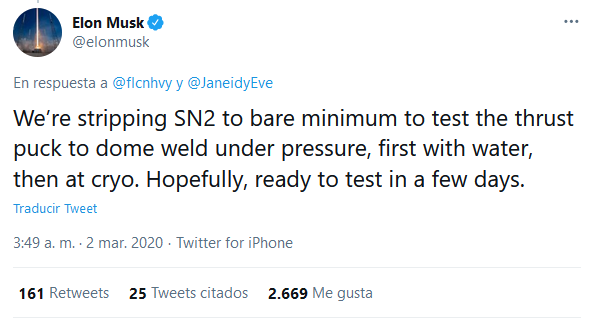 Elon Musk
@elonmusk
En respuesta a @flcnhvy y @JaneidyEve
We're stripping SN2 to bare minimum to test the thrust
puck to dome weld under pressure, first with water,
then at cryo. Hopefully, ready to test in a few days.
Traducir Tweet
3:49 a. m. · 2 mar. 2020 · Twitter for iPhone
161 Retweets 25 Tweets citados 2.669 Me gusta